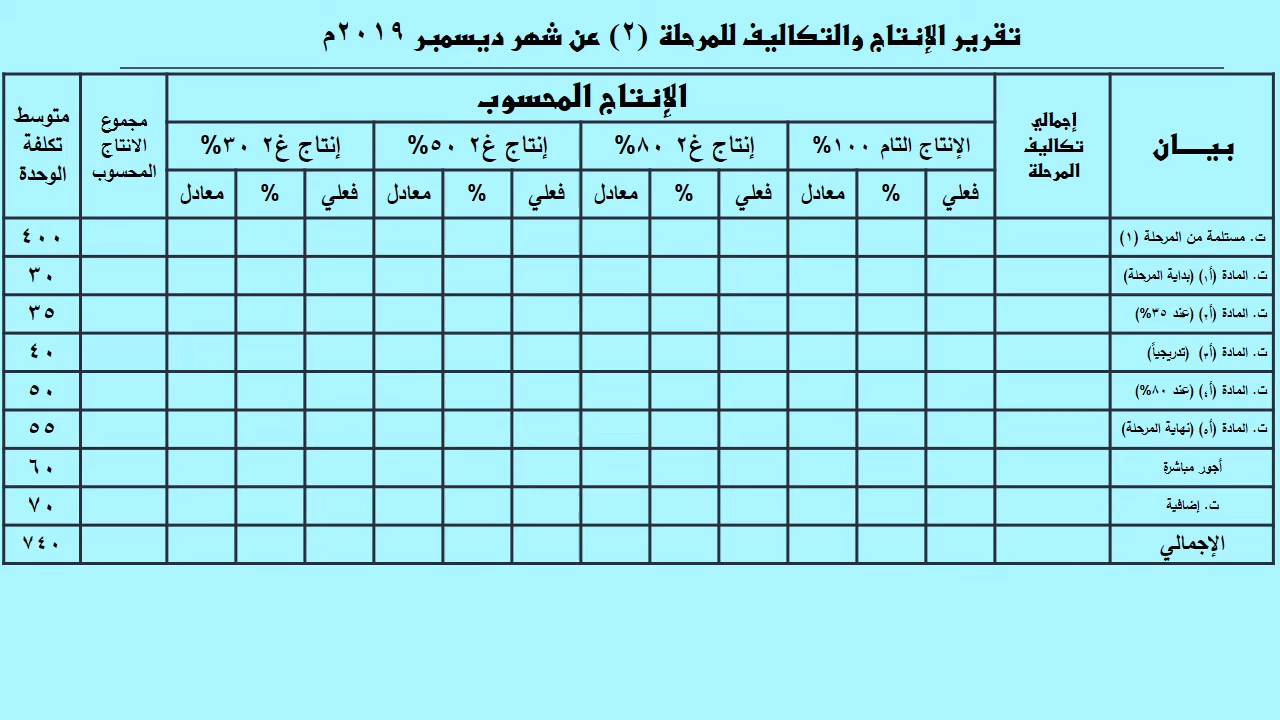 تقرير الإنتاج والتكاليف للمرحلة (٢) عن شهر ديسمبر ٢٠١٩م
بيــــان
إجمالي
تكاليف
المرحلة
الإنتاج المحسوب
مجموع
الانتاج
المحسوب
متوسط
تكلفة
الوحدة
الإنتاج التام ١٠٠%
إنتاج غ٢ ٨٠%
إنتاج غ٢ ٥٠%
إنتاج غ٢ ٣٠%
فعلي % معادل فعلي % معادل فعلي % معادل فعلي % معادل
ت. مستلمة من المرحلة (١) ٤٠٠
ت. المادة (أ١) (بداية المرحلة) ٣٠
ت. المادة (أ٢) (عند ٣٥%) ٣٥
ت. المادة (أ٣) (تدريجياً) ٤٠
ت. المادة (أ٤) (عند ٨٠%) ٥٠
ت. المادة (أ٥) (نهاية المرحلة) ٥٥
أجور مباشرة ٦٠
ت. إضافية ٧٠
الإجمالي ٧٤٠